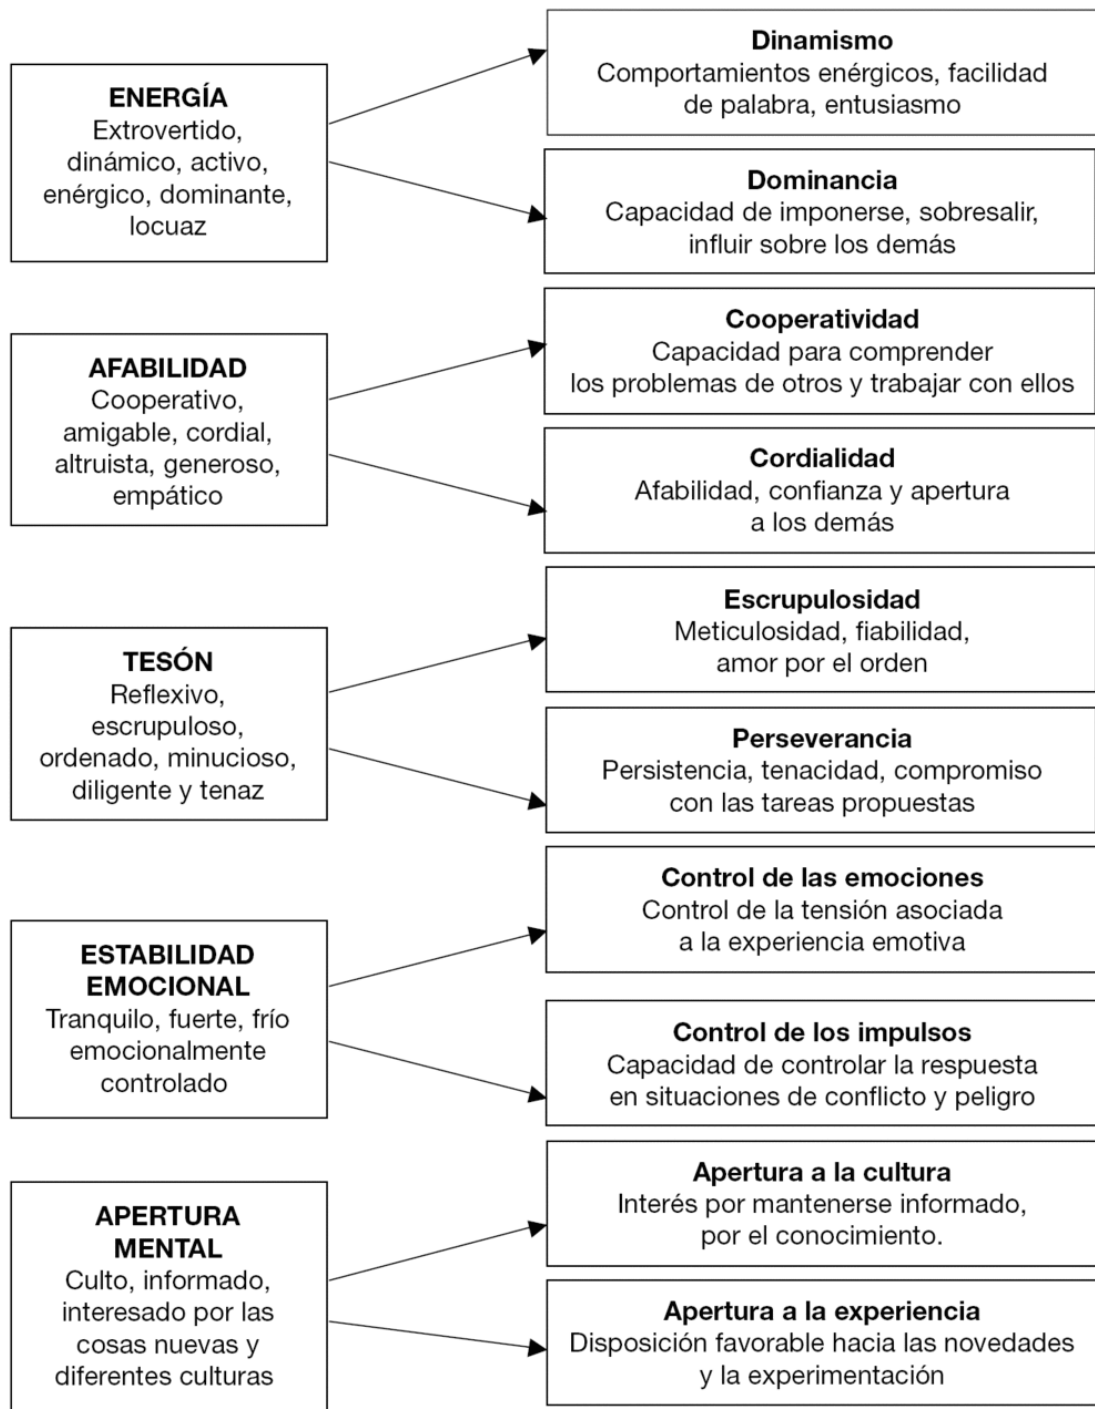 ENERGÍA
Extrovertido,
dinámico, activo,
enérgico, dominante,
locuaz
Dinamismo
Comportamientos enérgicos, facilidad
de palabra, entusiasmo
Dominancia
Capacidad de imponerse, sobresalir,
influir sobre los demás
AFABILIDAD
Cooperativo,
amigable, cordial,
altruista, generoso,
empático
Cooperatividad
Capacidad para comprender
los problemas de otros y trabajar con ellos
Cordialidad
Afabilidad, confianza y apertura
a los demás
TESÓN
Reflexivo,
escrupuloso,
ordenado, minucioso,
diligente y tenaz
Escrupulosidad
Meticulosidad, fiabilidad,
amor por el orden
Perseverancia
Persistencia, tenacidad, compromiso
con las tareas propuestas
ESTABILIDAD
EMOCIONAL
Tranquilo, fuerte, frío
emocionalmente
controlado
Control de las emociones
Control de la tensión asociada
a la experiencia emotiva
Control de los impulsos
Capacidad de controlar la respuesta
en situaciones de conflicto y peligro
APERTURA
MENTAL
Culto, informado,
interesado por las
cosas nuevas y
diferentes culturas
Apertura a la cultura
Interés por mantenerse informado,
por el conocimiento.
Apertura a la experiencia
Disposición favorable hacia las novedades
y la experimentación